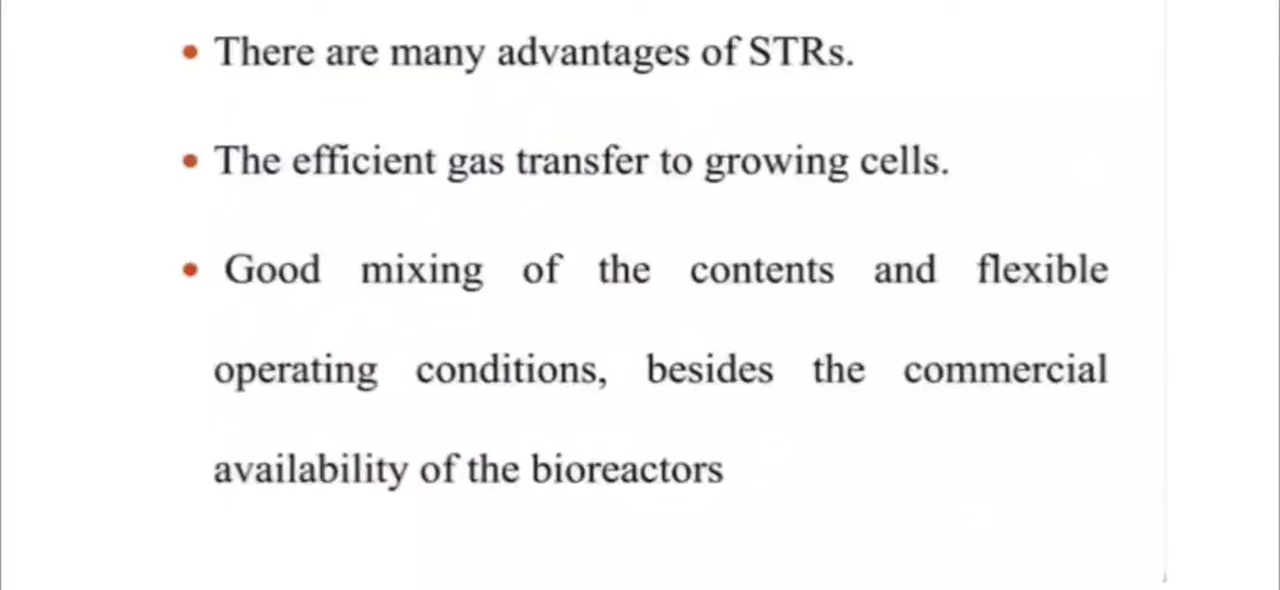 • There are many advantages of STRs.
• The efficient gas transfer to growing cells.
• Good mixing of the contents and flexible
operating conditions, besides the commercial
availability of the bioreactors